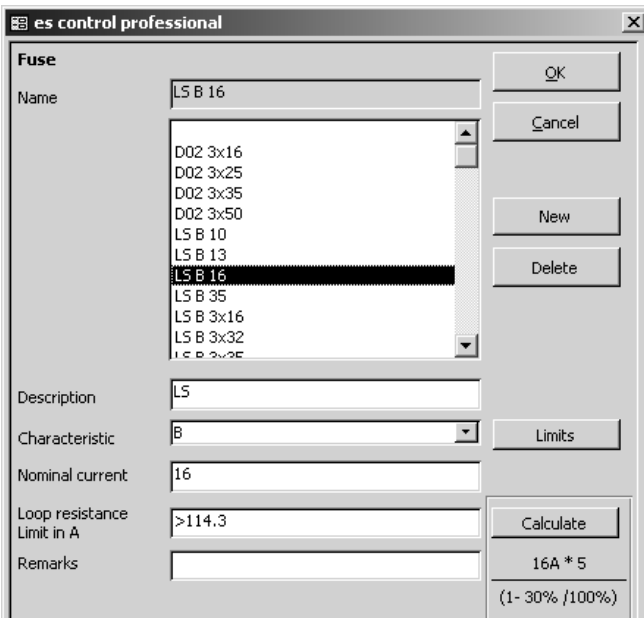 es control professional
Fuse
OK
Name
LS B 16
Cancel
D02 3x16
D02 3x25
D02 3x35
D02 3x50
LS B 10
New
LS B 13
LS B 16
Delete
LS B 35
LS B 3x16
LS B 3x32
LS B 3x35
Description
LS
Characteristic
B
Limits
Nominal current
16
Loop resistance
Limit in A
>114.3
Calculate
Remarks
16A * 5
(1- 30% /100%)